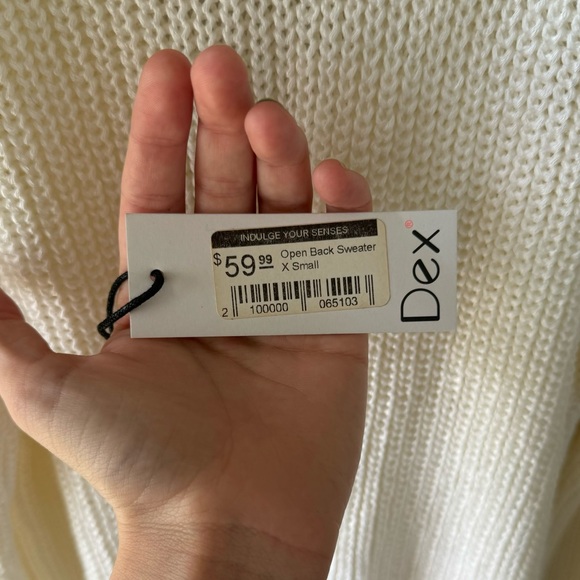 INDULGE YOUR SENSES
$59.99 Open Back Sweater
X Small
2 100000 065103
Dex®